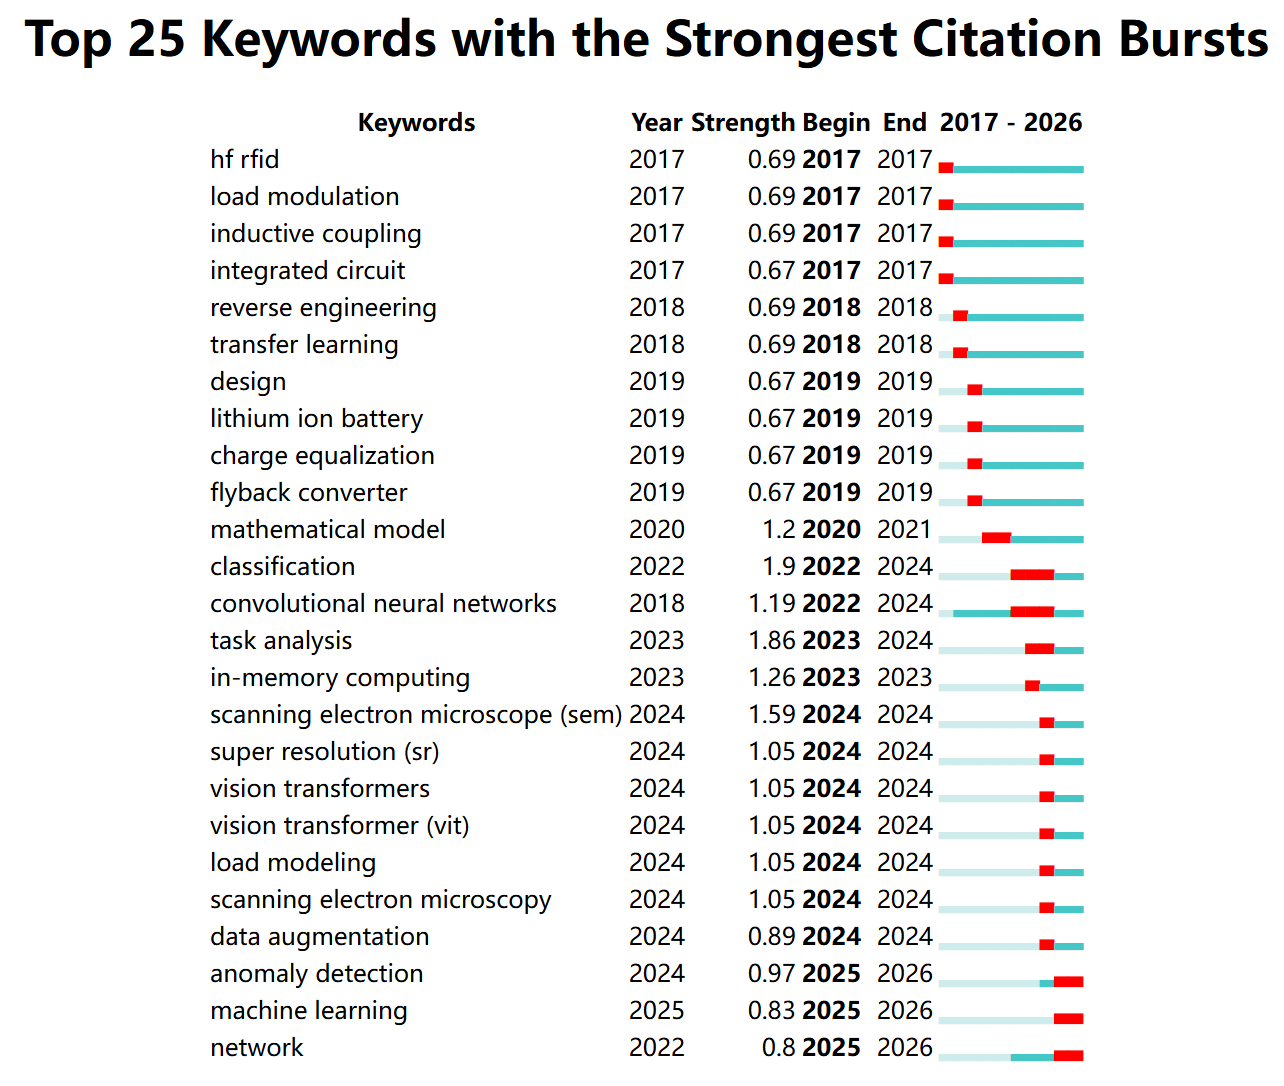 Top 25 Keywords with the Strongest Citation Bursts
Keywords Year Strength Begin End 2017 - 2026
hf rfid 2017 0.69 2017 2017
load modulation 2017 0.69 2017 2017
inductive coupling 2017 0.69 2017 2017
integrated circuit 2017 0.67 2017 2017
reverse engineering 2018 0.69 2018 2018
transfer learning 2018 0.69 2018 2018
design 2019 0.67 2019 2019
lithium ion battery 2019 0.67 2019 2019
charge equalization 2019 0.67 2019 2019
flyback converter 2019 0.67 2019 2019
mathematical model 2020 1.2 2020 2021
classification 2022 1.9 2022 2024
convolutional neural networks 2018 1.19 2022 2024
task analysis 2023 1.86 2023 2024
in-memory computing 2023 1.26 2023 2023
scanning electron microscope (sem) 2024 1.59 2024 2024
super resolution (sr) 2024 1.05 2024 2024
vision transformers 2024 1.05 2024 2024
vision transformer (vit) 2024 1.05 2024 2024
load modeling 2024 1.05 2024 2024
scanning electron microscopy 2024 1.05 2024 2024
data augmentation 2024 0.89 2024 2024
anomaly detection 2024 0.97 2025 2026
machine learning 2025 0.83 2025 2026
network 2022 0.8 2025 2026